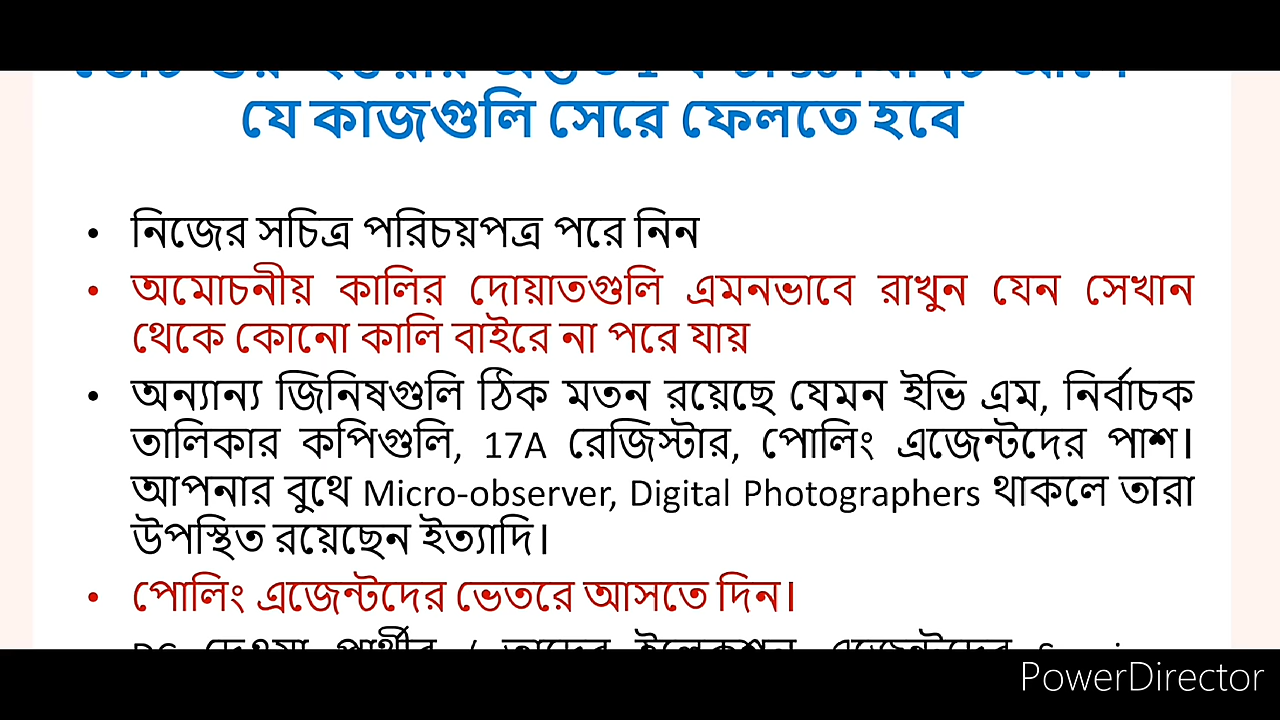 যে কাজগুলি সেরে ফেলতে হবে
• নিজের সচিত্র পরিচয়পত্র পরে নিন
• অমোচনীয় কালির দোয়াতগুলি এমনভাবে রাখুন যেন সেখান
থেকে কোনো কালি বাইরে না পরে যায়
• অন্যান্য জিনিষগুলি ঠিক মতন রয়েছে যেমন ইভি এম, নির্বাচক
তালিকার কপিগুলি, 17A রেজিস্টার, পোলিং এজেন্টদের পাশ।
আপনার বুথে Micro-observer, Digital Photographers থাকলে তারা
উপস্থিত রয়েছেন ইত্যাদি।
• পোলিং এজেন্টদের ভেতরে আসতে দিন।
PowerDirector